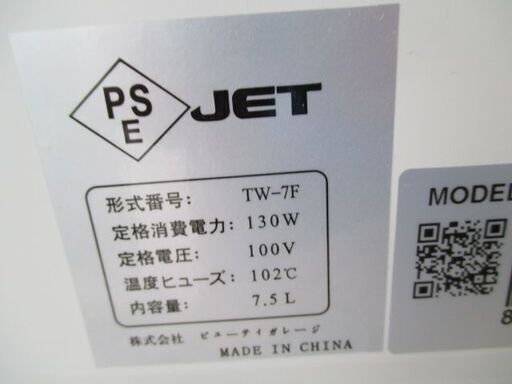 PS
E
JET
形式番号: TW-7F
定格消費電力: 130W
定格電圧: 100V
温度ヒューズ: 102℃
内容量: 7.5L
株式会社 ビューティガレージ
MADE IN CHINA
MODEL
8